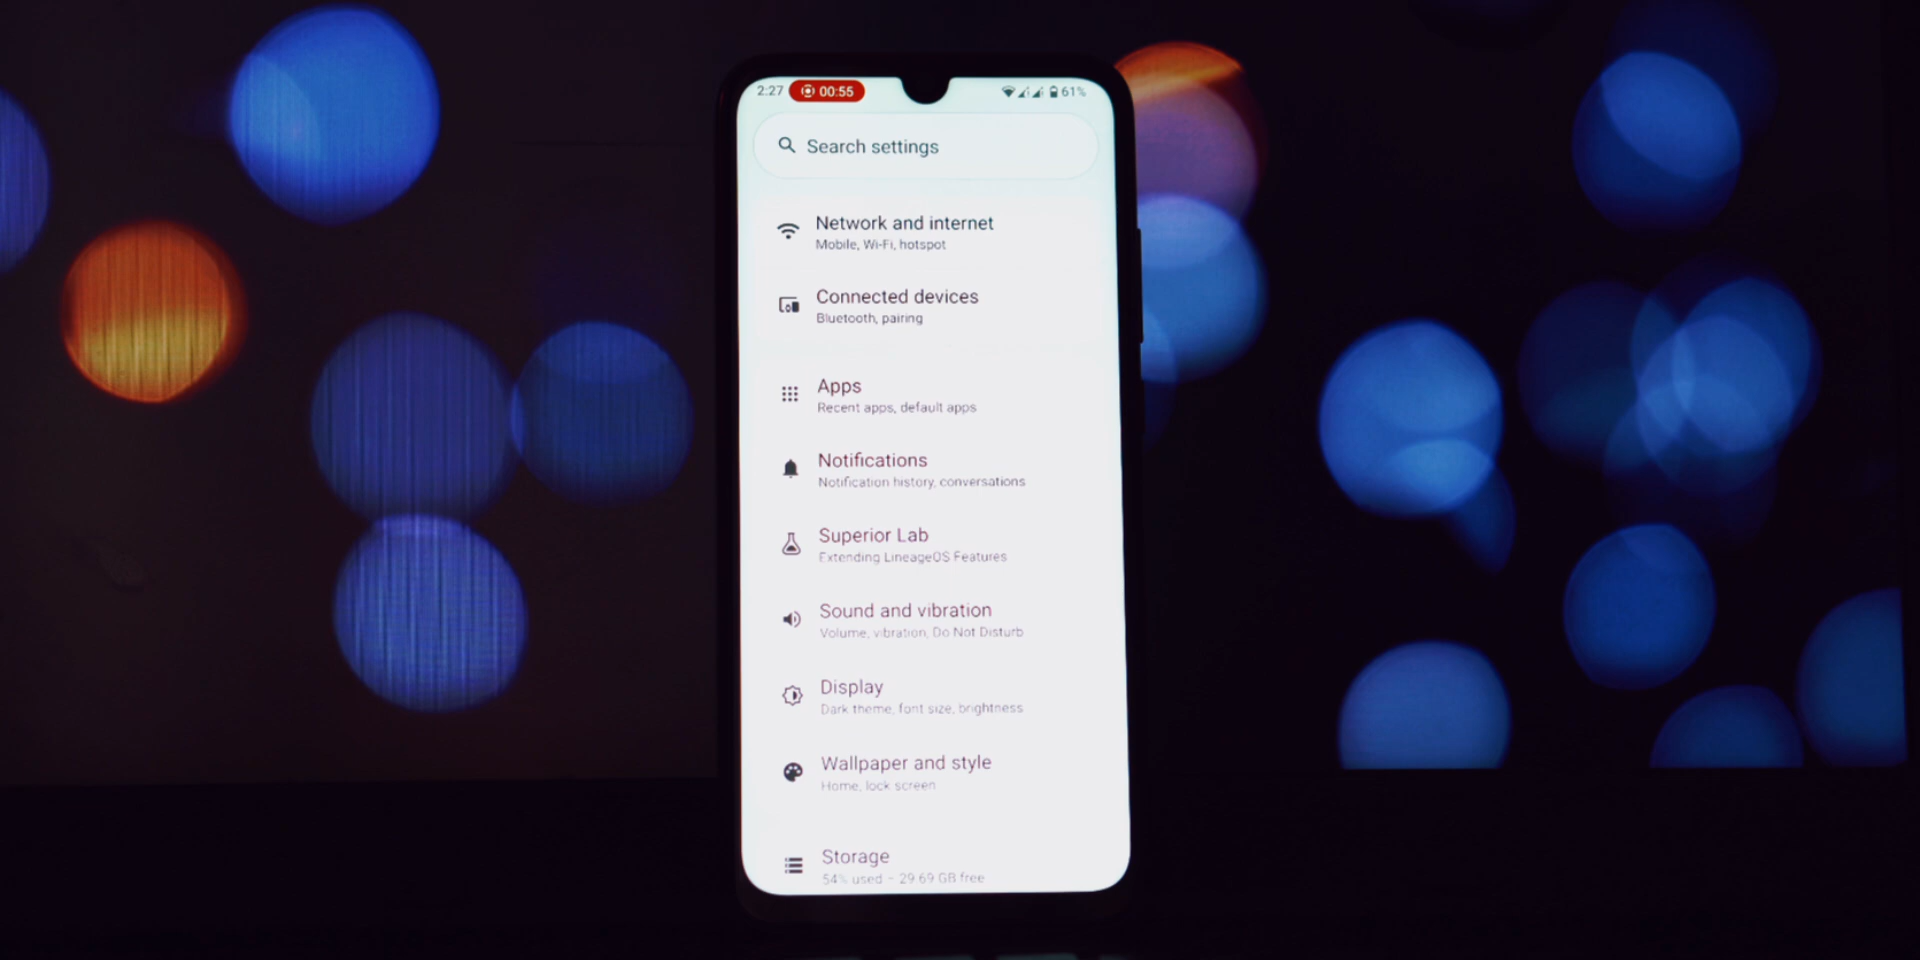 2:27 00:55 61%
Search settings
Network and internet
Mobile, Wi-Fi, hotspot
Connected devices
Bluetooth, pairing
Apps
Recent apps, default apps
Notifications
Notification history, conversations
Superior Lab
Extending LineageOS Features
Sound and vibration
Volume, vibration, Do Not Disturb
Display
Dark theme, font size, brightness
Wallpaper and style
Home, lock screen
Storage
54% used - 29.69 GB free